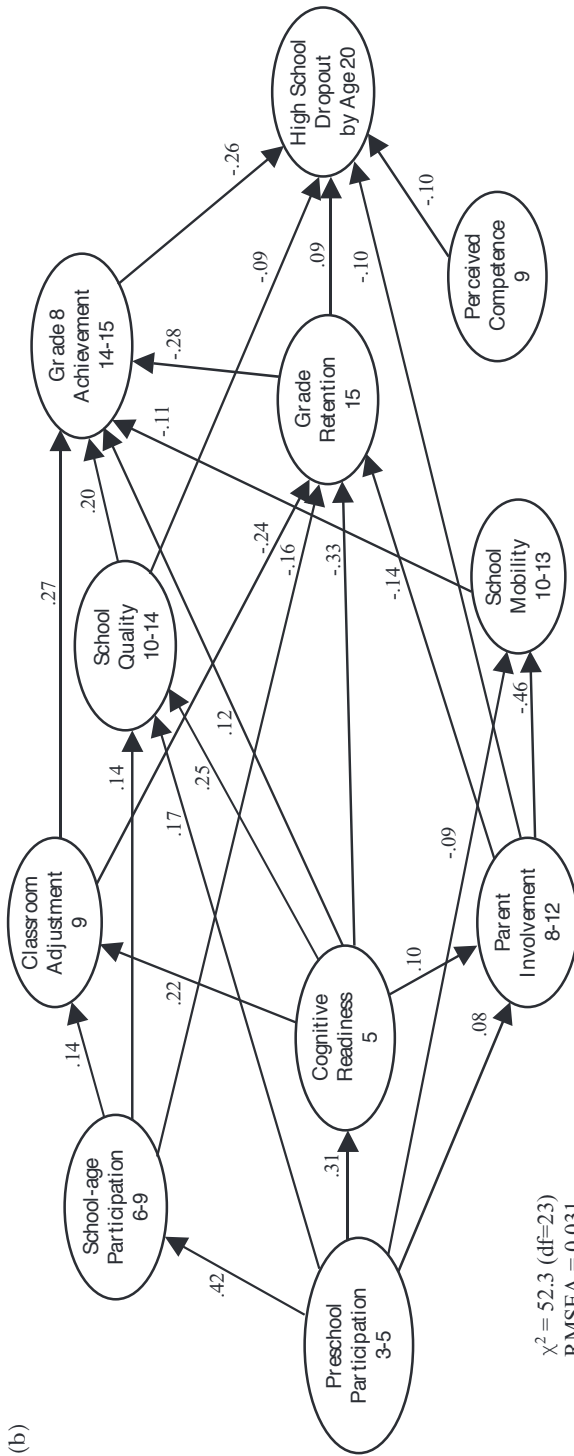 (b)
School-age
Participation
6-9
Classroom
Adjustment
9
School
Quality
10-14
Grade 8
Achievement
14-15
High School
Dropout
by Age 20
Preschool
Participation
3-5
Cognitive
Readiness
5
Grade
Retention
15
Parent
Involvement
8-12
School
Mobility
10-13
Perceived
Competence
9
.42
.31
.14
.14
.22
.17
.25
.12
.27
.20
-.11
-.28
-.26
-.09
.09
-.10
-.10
-.24
-.16
-.33
-.14
.10
.08
-.09
-.46
χ² = 52.3 (df=23)
RMSEA = 0.031